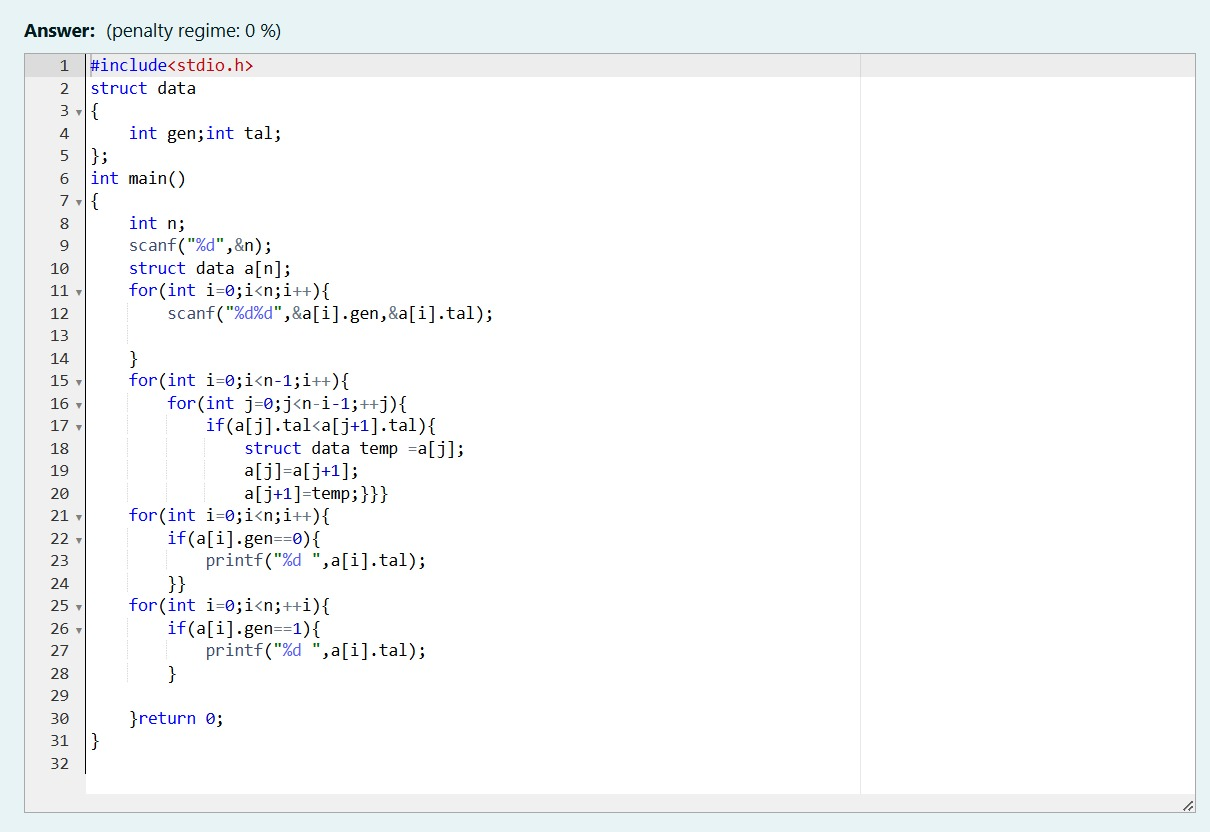 Answer: (penalty regime: 0 %)
1 #include<stdio.h>
2 struct data
3 {
4     int gen;int tal;
5 };
6 int main()
7 {
8     int n;
9     scanf("%d",&n);
10     struct data a[n];
11     for(int i=0;i<n;i++){
12         scanf("%d%d",&a[i].gen,&a[i].tal);
13
14     }
15     for(int i=0;i<n-1;i++){
16         for(int j=0;j<n-i-1;++j){
17             if(a[j].tal<a[j+1].tal){
18                 struct data temp =a[j];
19                 a[j]=a[j+1];
20                 a[j+1]=temp;}}}
21     for(int i=0;i<n;i++){
22         if(a[i].gen==0){
23             printf("%d ",a[i].tal);
24         }}
25     for(int i=0;i<n;++i){
26         if(a[i].gen==1){
27             printf("%d ",a[i].tal);
28         }
29
30     }return 0;
31 }
32